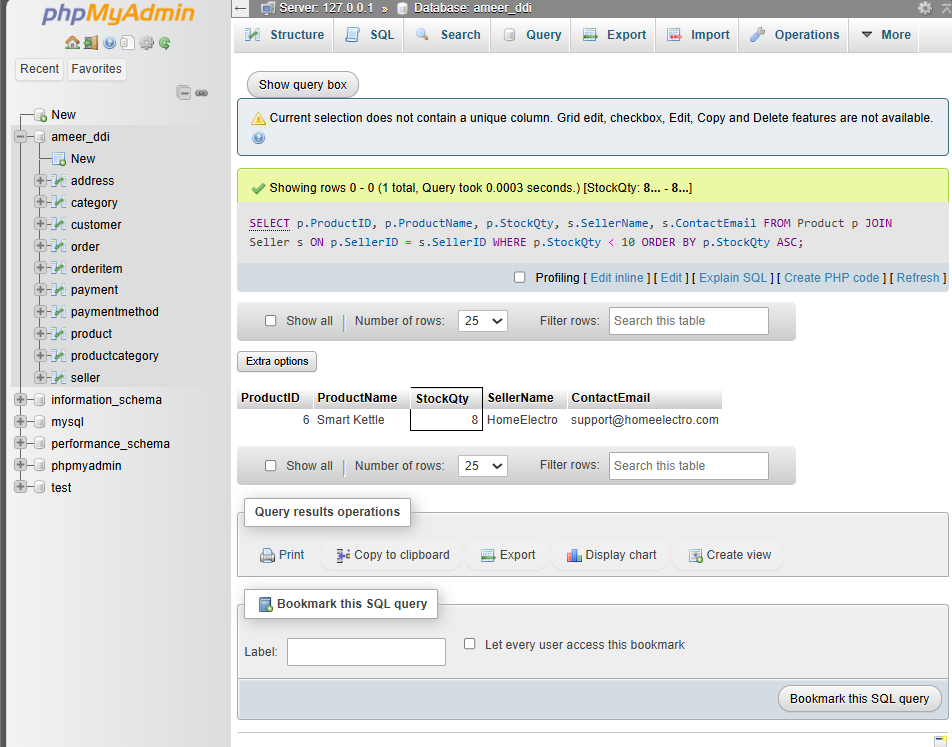 phpMyAdmin
Recent Favorites
New
ameer_ddi
New
address
category
customer
order
orderitem
payment
paymentmethod
product
productcategory
seller
information_schema
mysql
performance_schema
phpmyadmin
test
Server: 127.0.0.1 » Database: ameer_ddi
Structure SQL Search Query Export Import Operations More
Show query box
Current selection does not contain a unique column. Grid edit, checkbox, Edit, Copy and Delete features are not available.
Showing rows 0 - 0 (1 total, Query took 0.0003 seconds.) [StockQty: 8... - 8...]
SELECT p.ProductID, p.ProductName, p.StockQty, s.SellerName, s.ContactEmail FROM Product p JOIN
Seller s ON p.SellerID = s.SellerID WHERE p.StockQty < 10 ORDER BY p.StockQty ASC;
Profiling [ Edit inline ] [ Edit ] [ Explain SQL ] [ Create PHP code ] [ Refresh ]
Show all | Number of rows: 25 Filter rows: Search this table
Extra options
ProductID ProductName StockQty SellerName ContactEmail
6 Smart Kettle 8 HomeElectro support@homeelectro.com
Show all | Number of rows: 25 Filter rows: Search this table
Query results operations
Print Copy to clipboard Export Display chart Create view
Bookmark this SQL query
Label: Let every user access this bookmark
Bookmark this SQL query